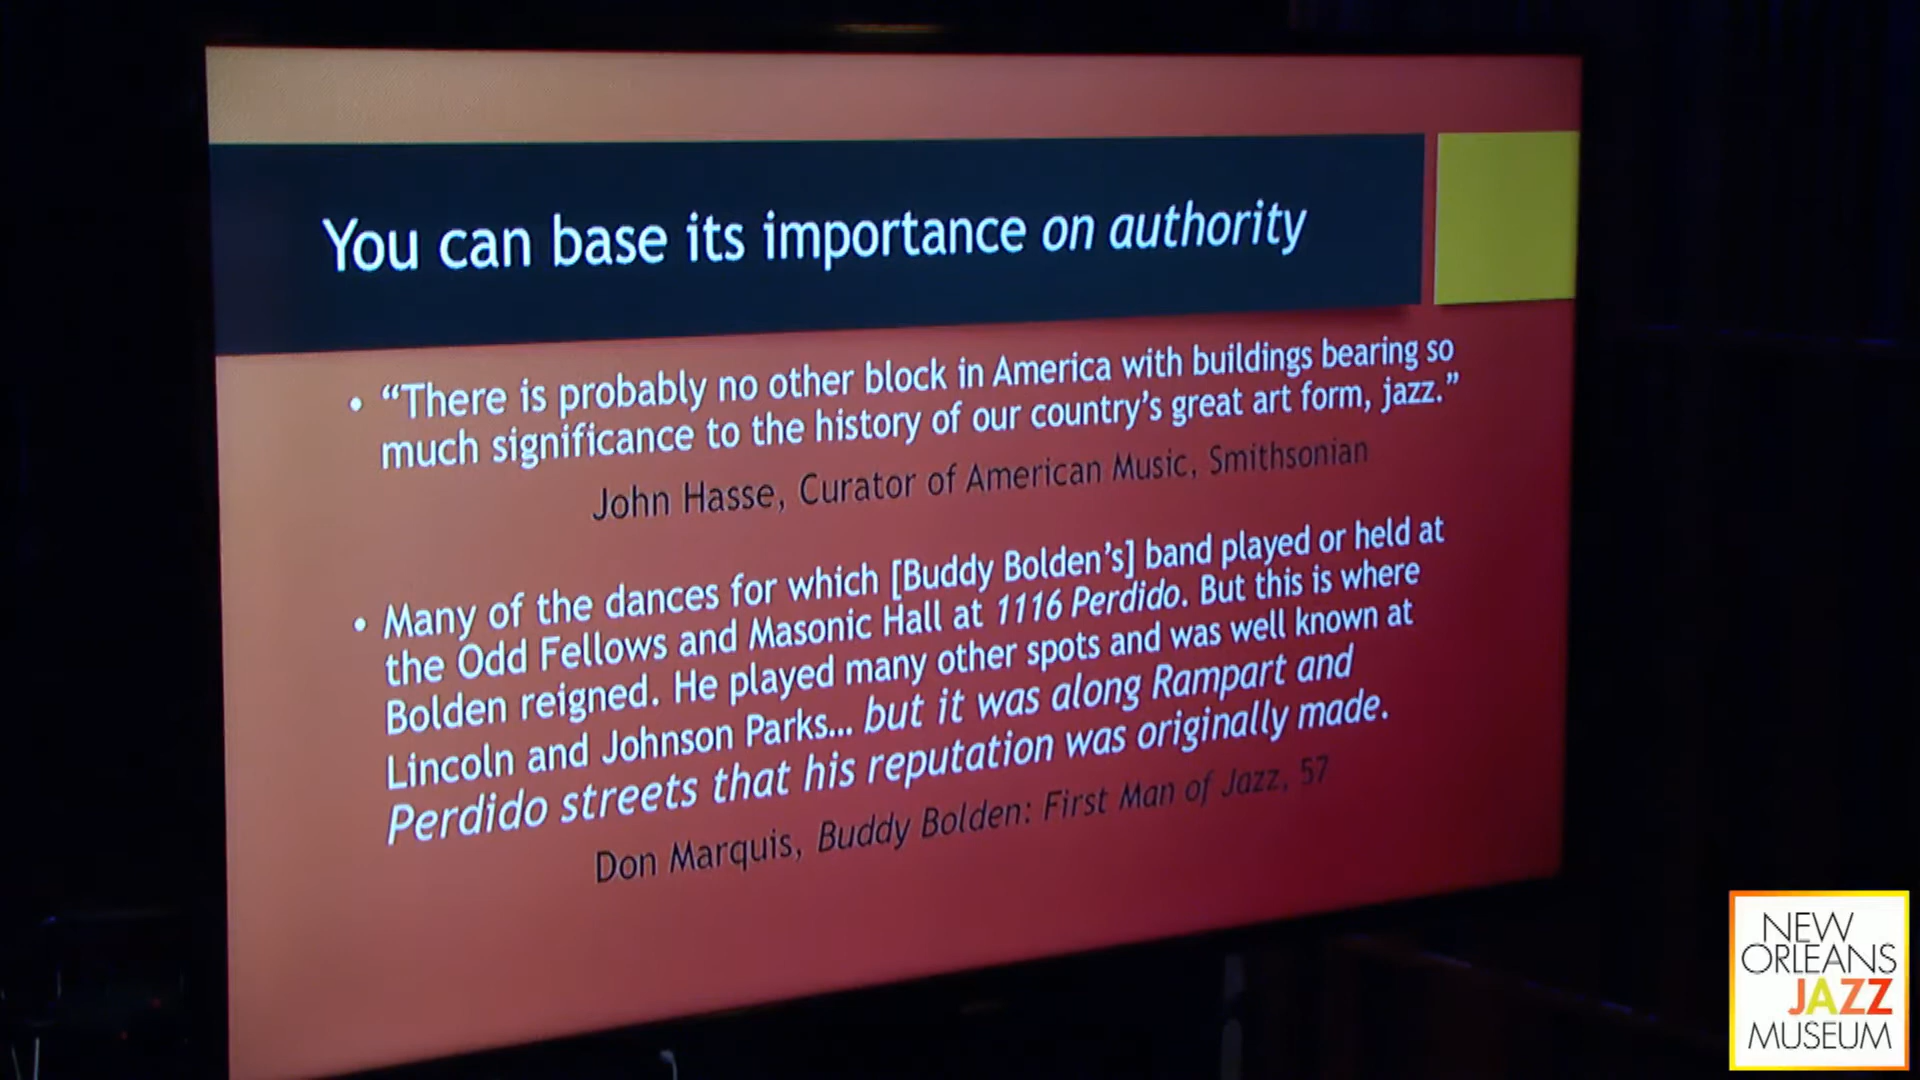 You can base its importance on authority
• “There is probably no other block in America with buildings bearing so
much significance to the history of our country’s great art form, jazz.”
John Hasse, Curator of American Music, Smithsonian
• Many of the dances for which [Buddy Bolden’s] band played or held at
the Odd Fellows and Masonic Hall at 1116 Perdido. But this is where
Bolden reigned. He played many other spots and was well known at
Lincoln and Johnson Parks... but it was along Rampart and
Perdido streets that his reputation was originally made.
Don Marquis, Buddy Bolden: First Man of Jazz, 57
NEW
ORLEANS
JAZZ
MUSEUM